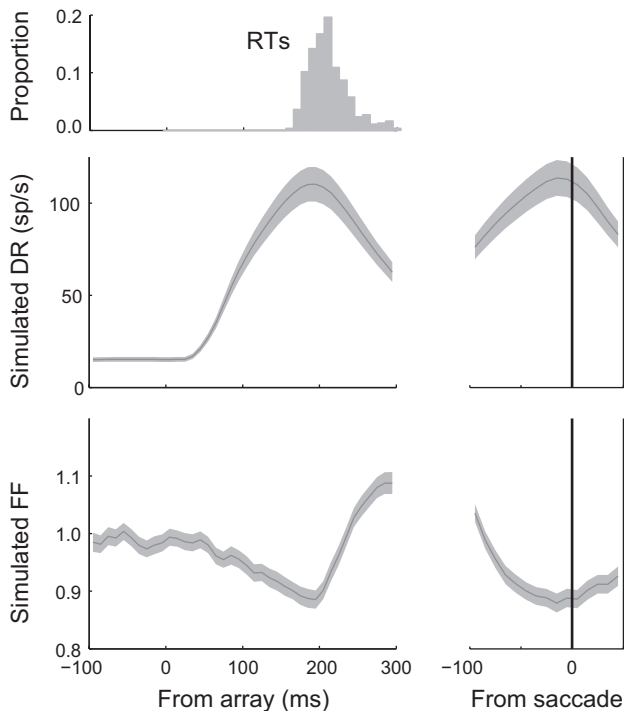 0.2
RTs
0.1
0.0
Proportion
100
50
0
Simulated DR (sp/s)
1.1
1.0
0.9
0.8
Simulated FF
−100 0 100 200 300
−100 0
From array (ms)
From saccade